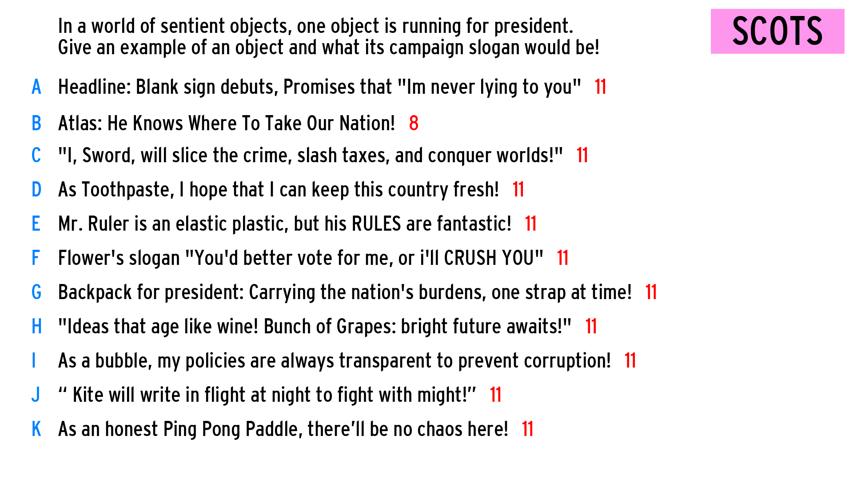 In a world of sentient objects, one object is running for president.
Give an example of an object and what its campaign slogan would be!
SCOTS
A Headline: Blank sign debuts, Promises that "Im never lying to you" 11
B Atlas: He Knows Where To Take Our Nation! 8
C "I, Sword, will slice the crime, slash taxes, and conquer worlds!" 11
D As Toothpaste, I hope that I can keep this country fresh! 11
E Mr. Ruler is an elastic plastic, but his RULES are fantastic! 11
F Flower's slogan "You'd better vote for me, or i'll CRUSH YOU" 11
G Backpack for president: Carrying the nation's burdens, one strap at time! 11
H "Ideas that age like wine! Bunch of Grapes: bright future awaits!" 11
I As a bubble, my policies are always transparent to prevent corruption! 11
J “ Kite will write in flight at night to fight with might!” 11
K As an honest Ping Pong Paddle, there’ll be no chaos here! 11